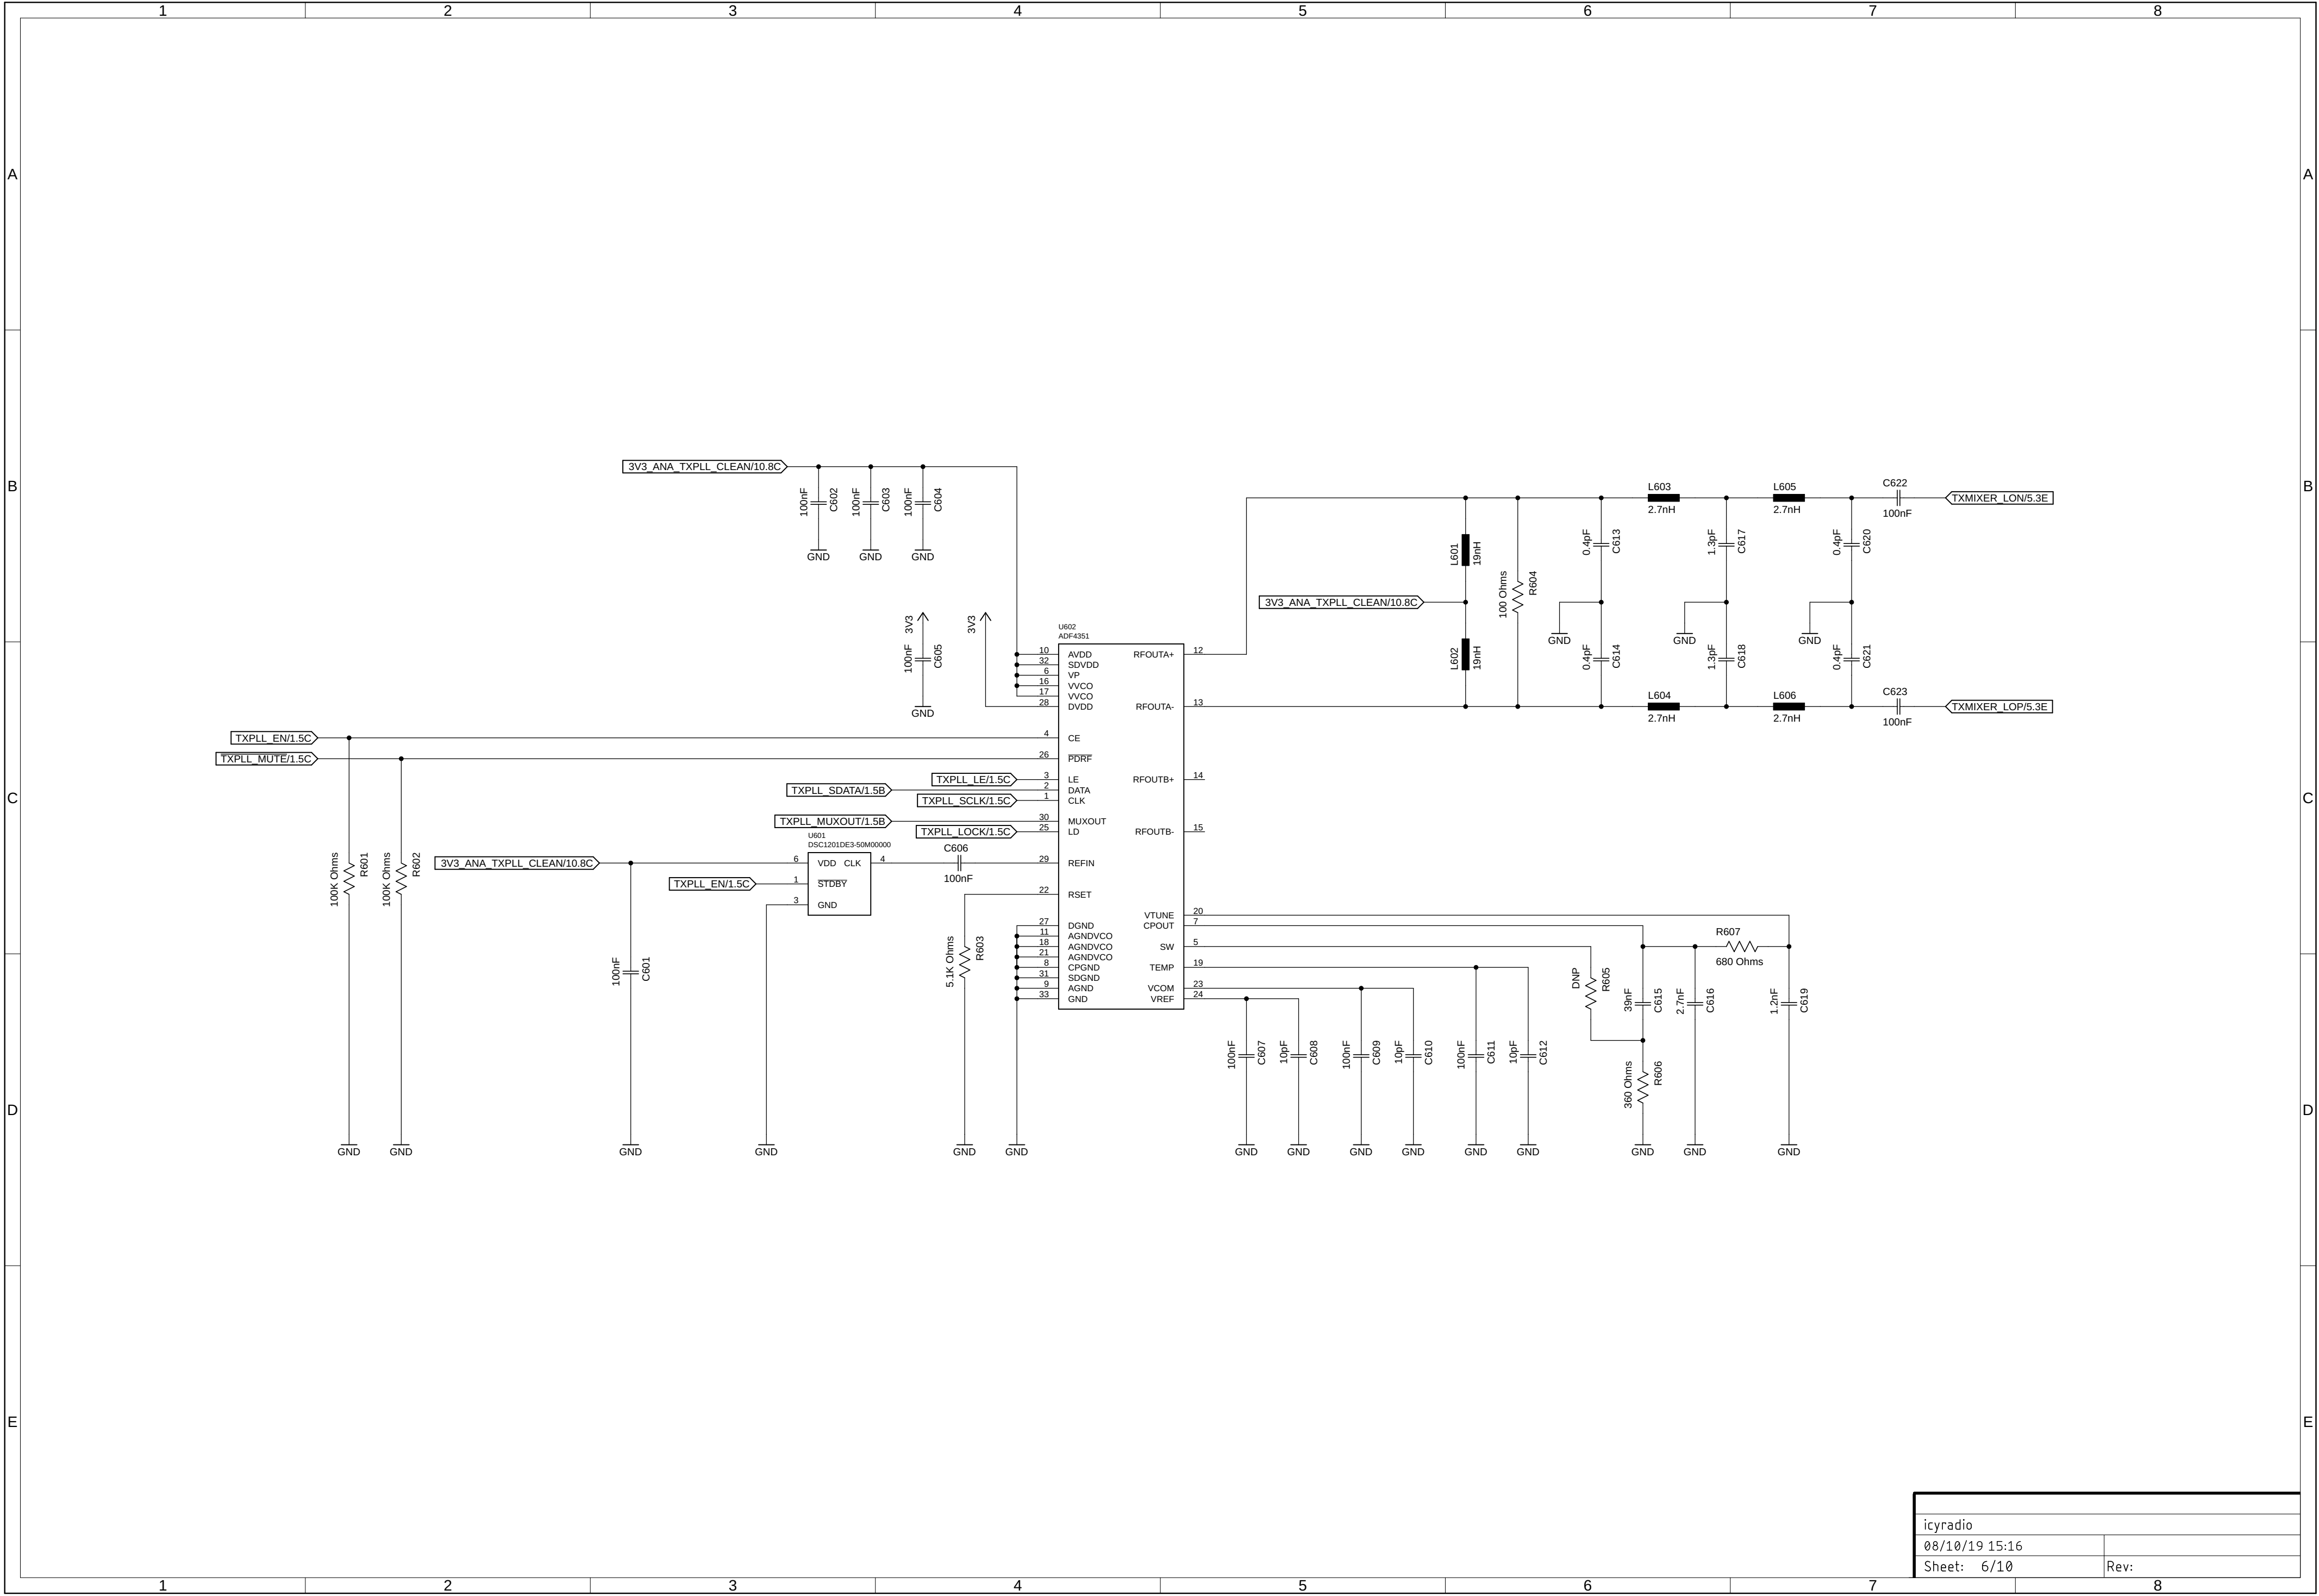 1 2 3 4 5 6 7 8
A A
B B
C C
D D
E E
3V3_ANA_TXPLL_CLEAN/10.8C
100nF C602
100nF C603
100nF C604
GND GND GND
3V3 3V3
100nF C605
GND
U602
ADF4351
10 AVDD RFOUTA+ 12
32 SDVDD
6 VP
16 VVCO
17 VVCO
28 DVDD RFOUTA- 13
TXPLL_EN/1.5C 4 CE
TXPLL_MUTE/1.5C 26 PDRF
TXPLL_LE/1.5C 3 LE RFOUTB+ 14
TXPLL_SDATA/1.5B 2 DATA
TXPLL_SCLK/1.5C 1 CLK
TXPLL_MUXOUT/1.5B 30 MUXOUT
TXPLL_LOCK/1.5C 25 LD RFOUTB- 15
U601
DSC1201DE3-50M00000
3V3_ANA_TXPLL_CLEAN/10.8C 6 VDD CLK 4
C606
100nF
29 REFIN
TXPLL_EN/1.5C 1 STDBY
3 GND
22 RSET
VTUNE 20
27 DGND CPOUT 7
11 AGNDVCO
18 AGNDVCO SW 5
21 AGNDVCO
8 CPGND TEMP 19
31 SDGND
9 AGND VCOM 23
33 GND VREF 24
100K Ohms R601
100K Ohms R602
100nF C601
5.1K Ohms R603
GND GND GND GND GND GND
3V3_ANA_TXPLL_CLEAN/10.8C
L601 19nH
L602 19nH
100 Ohms R604
0.4pF C613
0.4pF C614
GND
L603
2.7nH
L604
2.7nH
1.3pF C617
1.3pF C618
GND
L605
2.7nH
L606
2.7nH
0.4pF C620
0.4pF C621
GND
C622
100nF
TXMIXER_LON/5.3E
C623
100nF
TXMIXER_LOP/5.3E
100nF C607
10pF C608
100nF C609
10pF C610
100nF C611
10pF C612
DNP R605
39nF C615
360 Ohms R606
2.7nF C616
R607
680 Ohms
1.2nF C619
GND GND GND GND GND GND GND GND GND
icyradio
08/10/19 15:16
Sheet: 6/10 Rev:
1 2 3 4 5 6 7 8